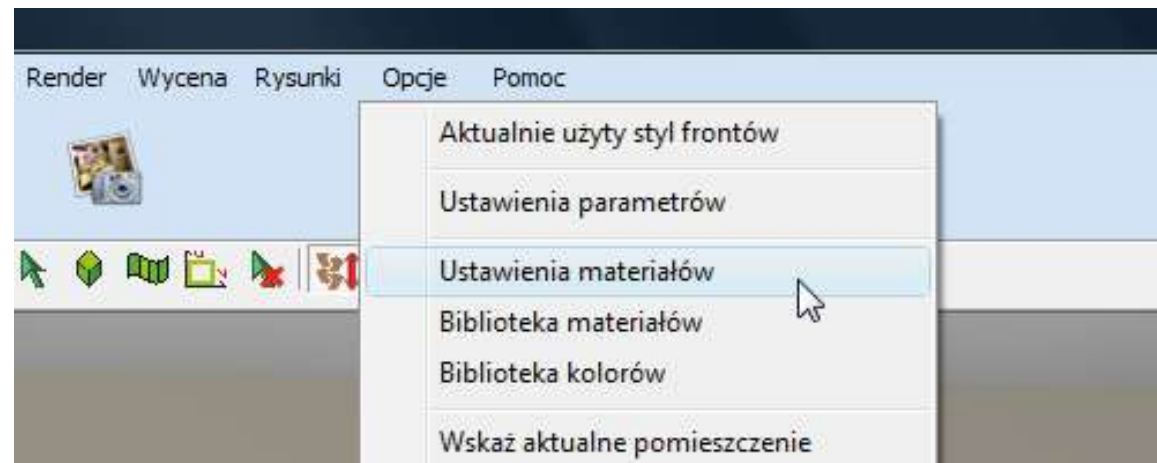 Render Wycena Rysunki Opcje Pomoc
Aktualnie użyty styl frontów
Ustawienia parametrów
Ustawienia materiałów
Biblioteka materiałów
Biblioteka kolorów
Wskaż aktualne pomieszczenie